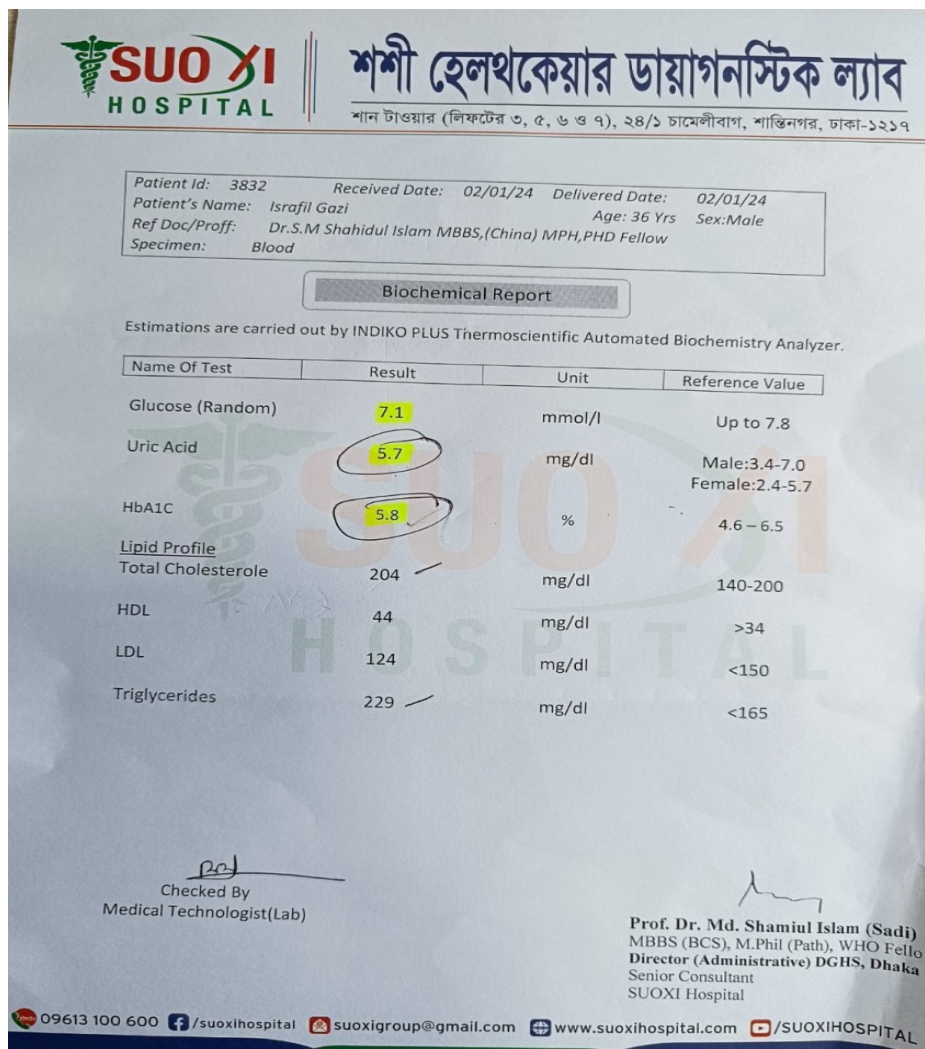 SUO XI
HOSPITAL
শশী হেলথকেয়ার ডায়াগনস্টিক ল্যাব
শান টাওয়ার (লিফটের ৩, ৫, ৬ ও ৭), ২৪/১ চামেলীবাগ, শান্তিনগর, ঢাকা-১২১৭
Patient Id: 3832 Received Date: 02/01/24 Delivered Date: 02/01/24
Patient's Name: Israfil Gazi Age: 36 Yrs Sex:Male
Ref Doc/Proff: Dr.S.M Shahidul Islam MBBS,(China) MPH,PHD Fellow
Specimen: Blood
Biochemical Report
Estimations are carried out by INDIKO PLUS Thermoscientific Automated Biochemistry Analyzer.
Name Of Test Result Unit Reference Value
Glucose (Random) 7.1 mmol/l Up to 7.8
Uric Acid 5.7 mg/dl Male:3.4-7.0
Female:2.4-5.7
HbA1C 5.8 % 4.6 – 6.5
Lipid Profile
Total Cholesterole 204 mg/dl 140-200
HDL 44 mg/dl >34
LDL 124 mg/dl <150
Triglycerides 229 mg/dl <165
SUO XI
HOSPITAL
Checked By
Medical Technologist(Lab)
Prof. Dr. Md. Shamiul Islam (Sadi)
MBBS (BCS), M.Phil (Path), WHO Fello
Director (Administrative) DGHS, Dhaka
Senior Consultant
SUOXI Hospital
09613 100 600 /suoxihospital suoxigroup@gmail.com www.suoxihospital.com /SUOXIHOSPITAL